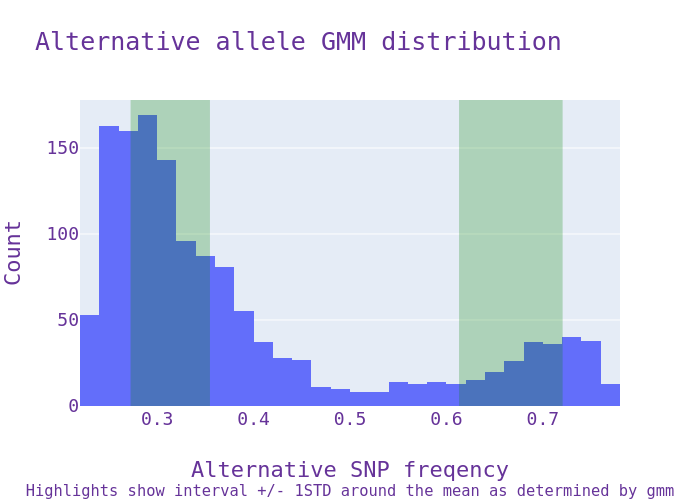 Alternative allele GMM distribution
150
100
50
0
Count
0.3 0.4 0.5 0.6 0.7
Alternative SNP freqency
Highlights show interval +/- 1STD around the mean as determined by gmm